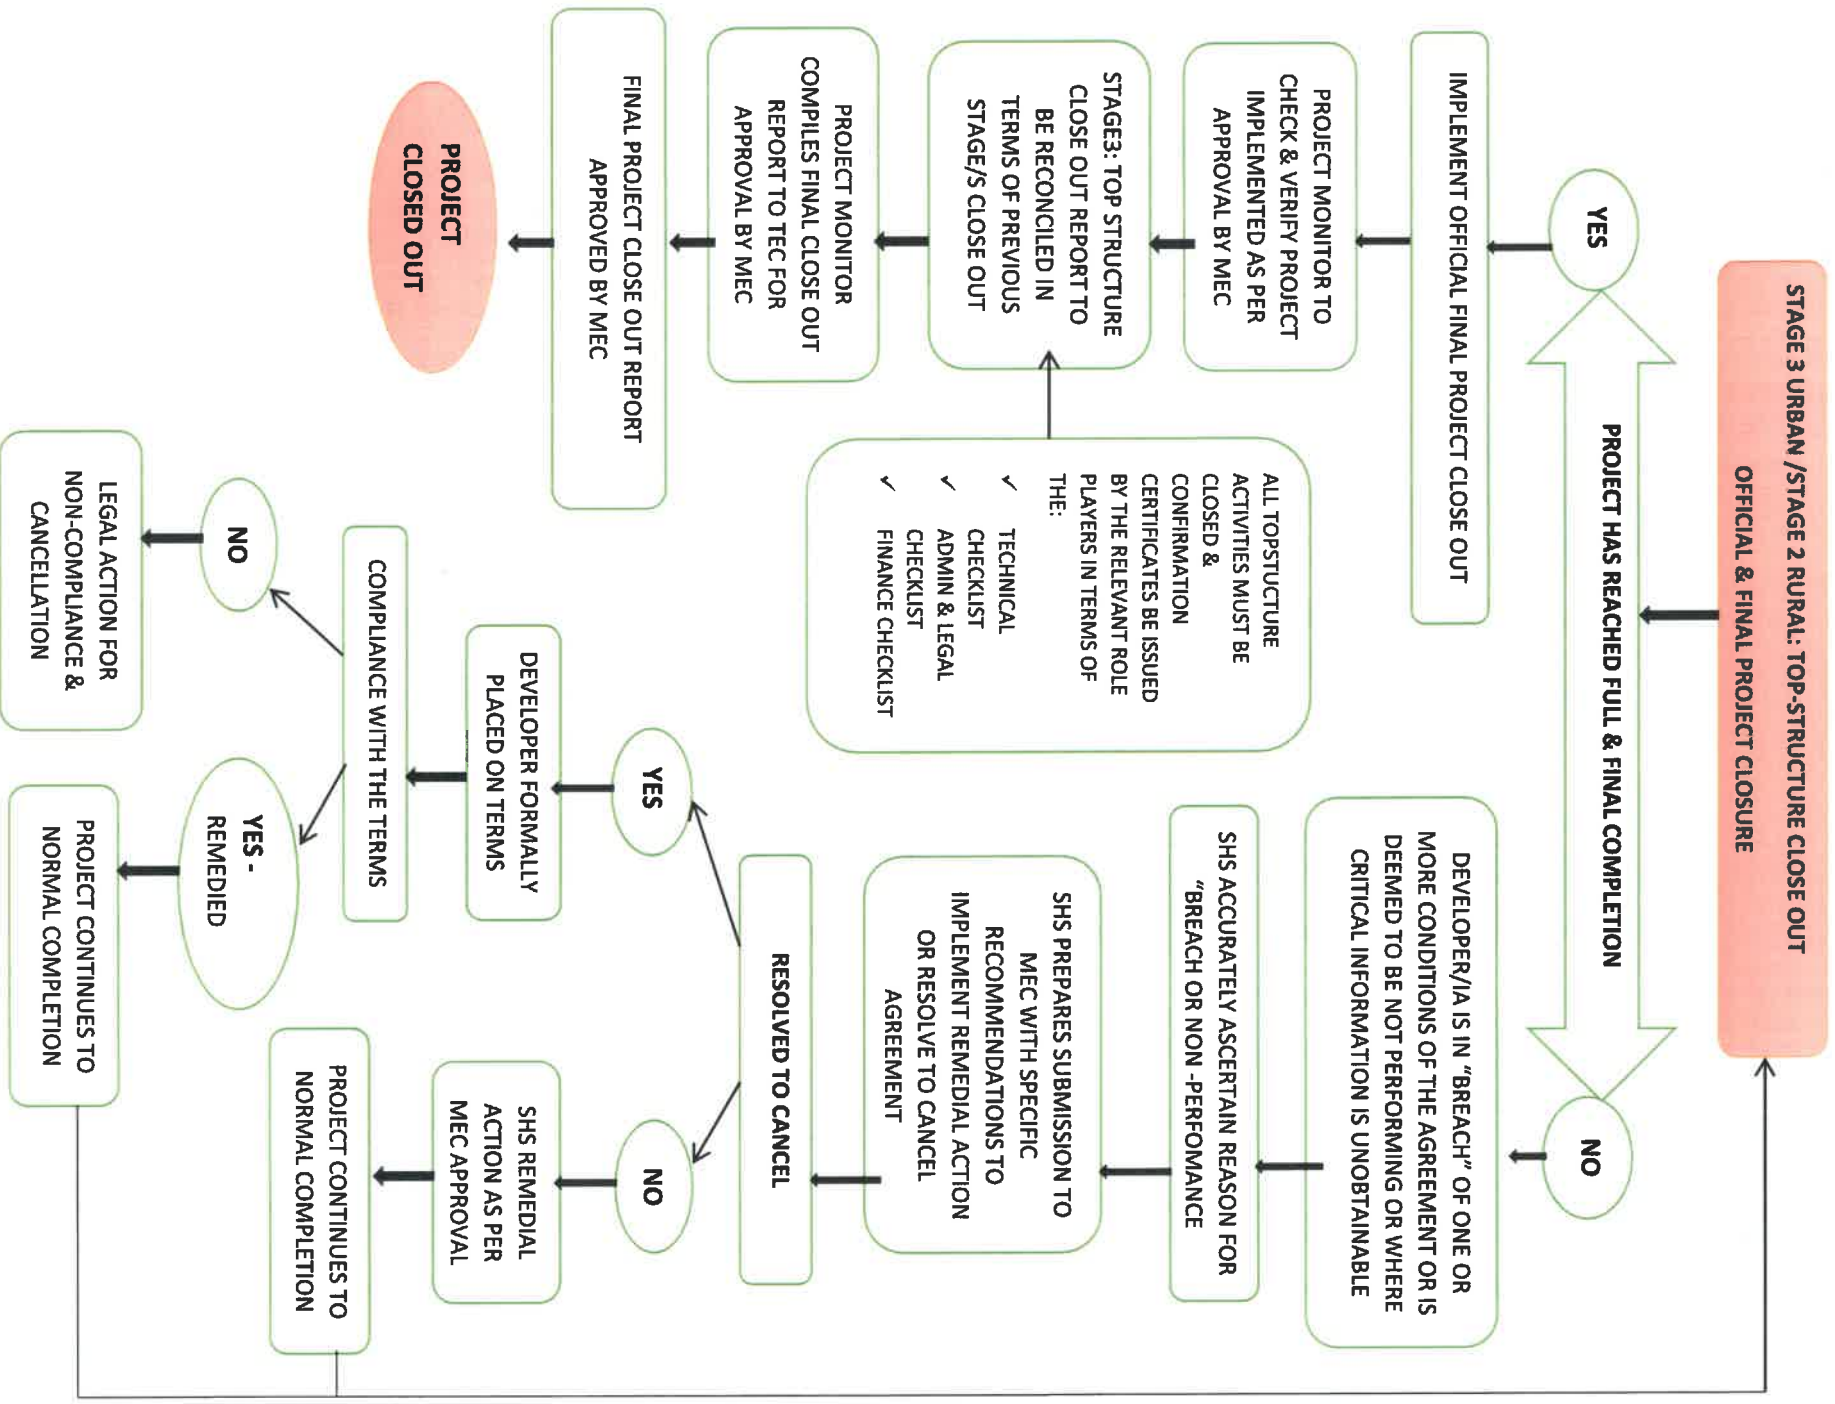 STAGE 3 URBAN /STAGE 2 RURAL: TOP-STRUCTURE CLOSE OUT
OFFICIAL & FINAL PROJECT CLOSURE
PROJECT HAS REACHED FULL & FINAL COMPLETION
YES
IMPLEMENT OFFICIAL FINAL PROJECT CLOSE OUT
PROJECT MONITOR TO
CHECK & VERIFY PROJECT
IMPLEMENTED AS PER
APPROVAL BY MEC
STAGE3: TOP STRUCTURE
CLOSE OUT REPORT TO
BE RECONCILED IN
TERMS OF PREVIOUS
STAGE/S CLOSE OUT
PROJECT MONITOR
COMPILES FINAL CLOSE OUT
REPORT TO TEC FOR
APPROVAL BY MEC
FINAL PROJECT CLOSE OUT REPORT
APPROVED BY MEC
PROJECT
CLOSED OUT
ALL TOPSTUCTURE
ACTIVITIES MUST BE
CLOSED &
CONFIRMATION
CERTIFICATES BE ISSUED
BY THE RELEVANT ROLE
PLAYERS IN TERMS OF
THE:
✓ TECHNICAL
CHECKLIST
✓ ADMIN & LEGAL
CHECKLIST
✓ FINANCE CHECKLIST
NO
DEVELOPER/IA IS IN "BREACH" OF ONE OR
MORE CONDITIONS OF THE AGREEMENT OR IS
DEEMED TO BE NOT PERFORMING OR WHERE
CRITICAL INFORMATION IS UNOBTAINABLE
SHS ACCURATELY ASCERTAIN REASON FOR
"BREACH OR NON -PERFOMANCE
SHS PREPARES SUBMISSION TO
MEC WITH SPECIFIC
RECOMMENDATIONS TO
IMPLEMENT REMEDIAL ACTION
OR RESOLVE TO CANCEL
AGREEMENT
RESOLVED TO CANCEL
YES
DEVELOPER FORMALLY
PLACED ON TERMS
COMPLIANCE WITH THE TERMS
NO
LEGAL ACTION FOR
NON-COMPLIANCE &
CANCELLATION
YES -
REMEDIED
PROJECT CONTINUES TO
NORMAL COMPLETION
NO
SHS REMEDIAL
ACTION AS PER
MEC APPROVAL
PROJECT CONTINUES TO
NORMAL COMPLETION